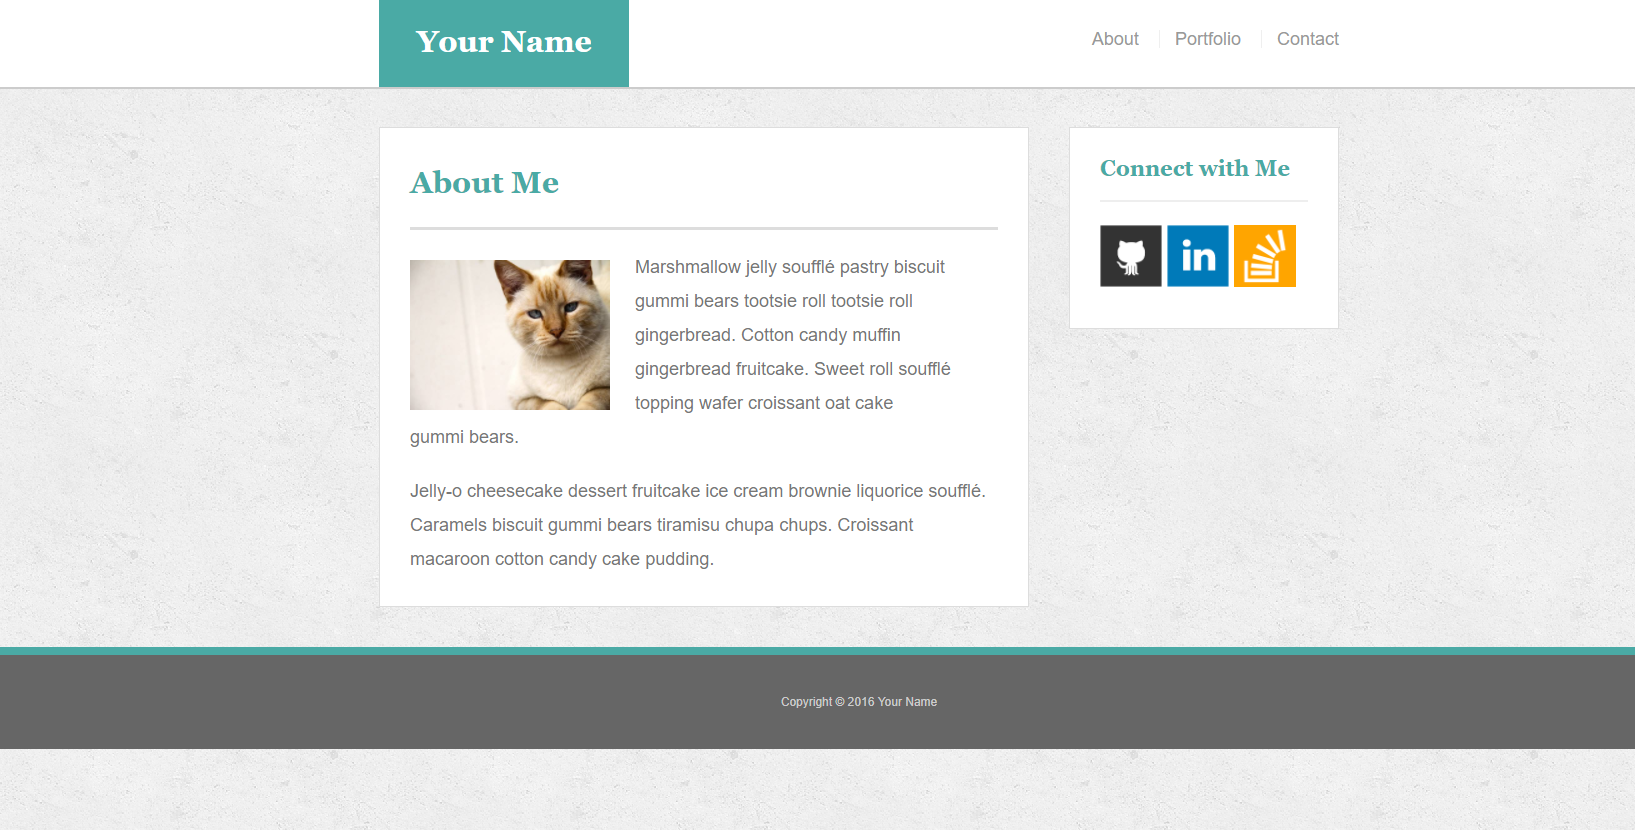 Your Name
About
Portfolio
Contact
About Me
Marshmallow jelly soufflé pastry biscuit
gummi bears tootsie roll tootsie roll
gingerbread. Cotton candy muffin
gingerbread fruitcake. Sweet roll soufflé
topping wafer croissant oat cake
gummi bears.
Jelly-o cheesecake dessert fruitcake ice cream brownie liquorice soufflé.
Caramels biscuit gummi bears tiramisu chupa chups. Croissant
macaroon cotton candy cake pudding.
Connect with Me
in
Copyright © 2016 Your Name